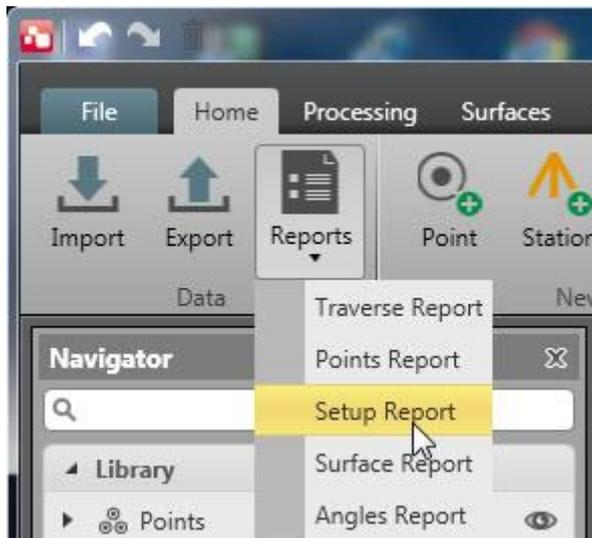 File Home Processing Surfaces
Import Export Reports Point
Data
Traverse Report
Navigator
Points Report
Setup Report
Library
Surface Report
Points
Angles Report